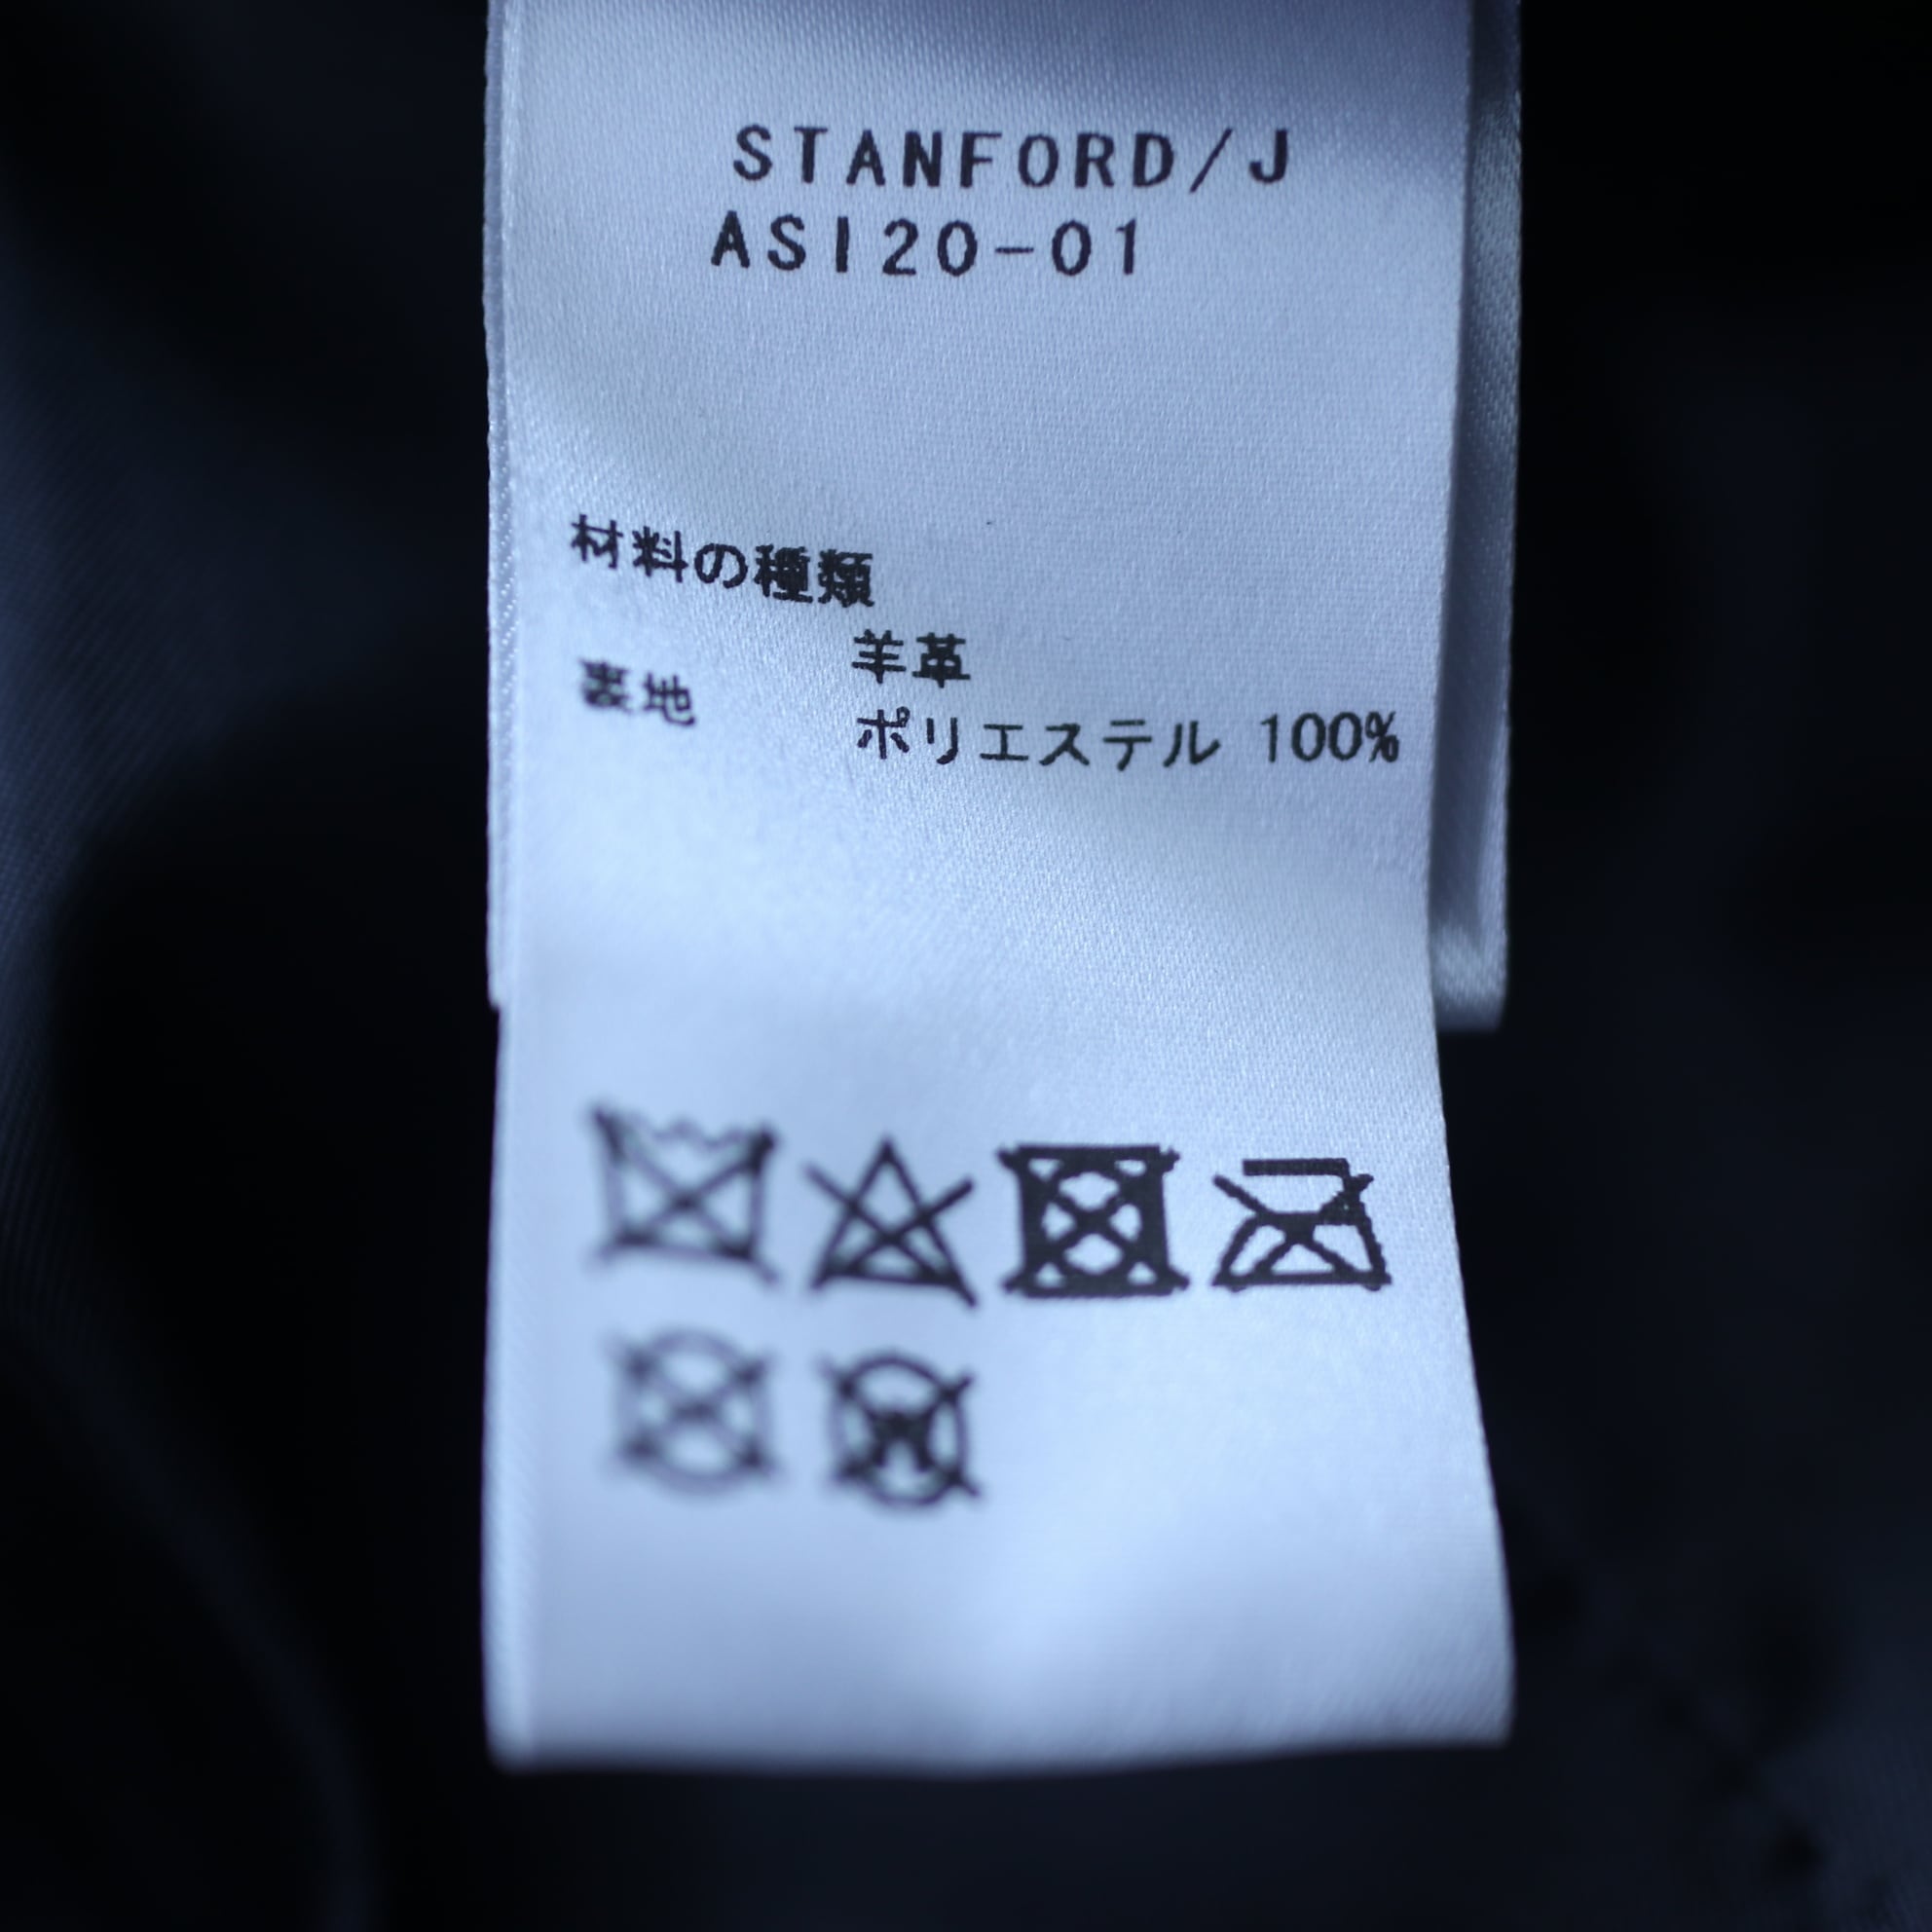 STANFORD/J
ASI20-01
材料の種類
羊革
裏地
ポリエステル 100%
W